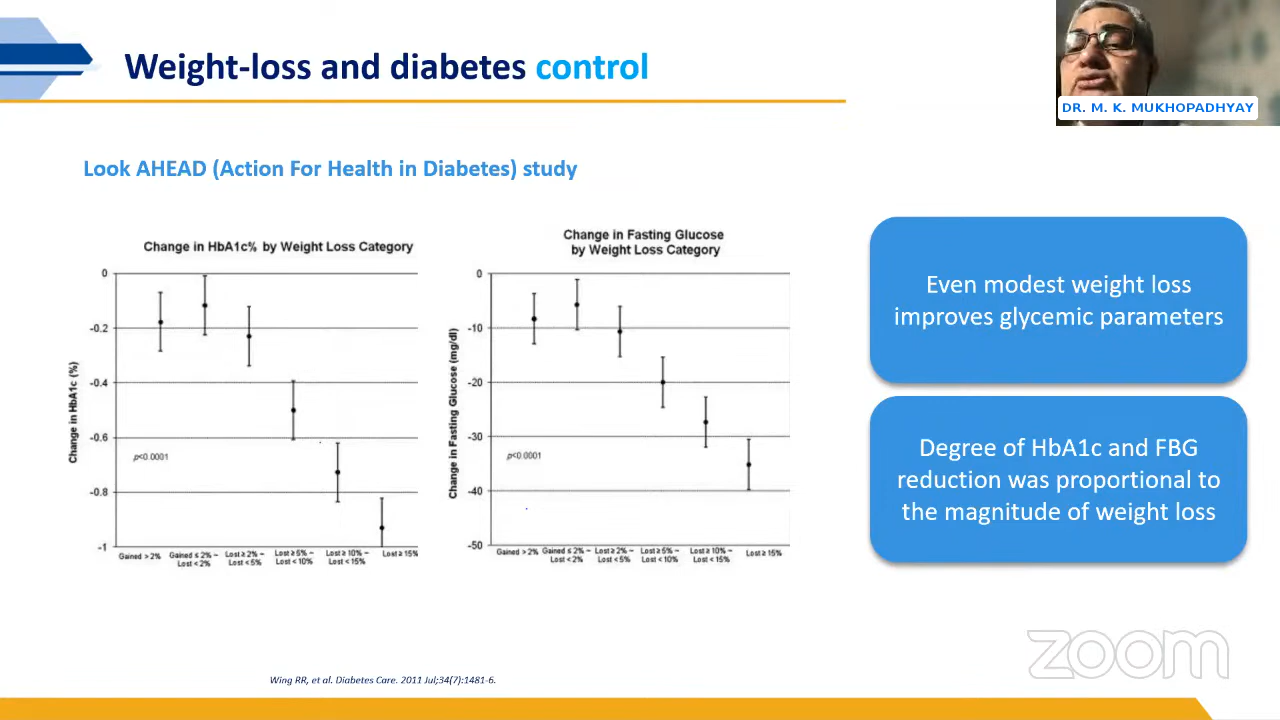 Weight-loss and diabetes control
DR. M. K. MUKHOPADHYAY
Look AHEAD (Action For Health in Diabetes) study
Change in HbA1c% by Weight Loss Category
Change in HbA1c (%)
0
-0.2
-0.4
-0.6
-0.8
-1
p<0.0001
Gained > 2%
Gained ≤ 2% –
Lost < 2%
Lost ≥ 2% –
Lost < 5%
Lost ≥ 5% –
Lost < 10%
Lost ≥ 10% –
Lost < 15%
Lost ≥ 15%
Change in Fasting Glucose
by Weight Loss Category
Change in Fasting Glucose (mg/dl)
0
-10
-20
-30
-40
-50
p<0.0001
Gained > 2%
Gained ≤ 2% –
Lost < 2%
Lost ≥ 2% –
Lost < 5%
Lost ≥ 5% –
Lost < 10%
Lost ≥ 10% –
Lost < 15%
Lost ≥ 15%
Even modest weight loss
improves glycemic parameters
Degree of HbA1c and FBG
reduction was proportional to
the magnitude of weight loss
zoom
Wing RR, et al. Diabetes Care. 2011 Jul;34(7):1481-6.